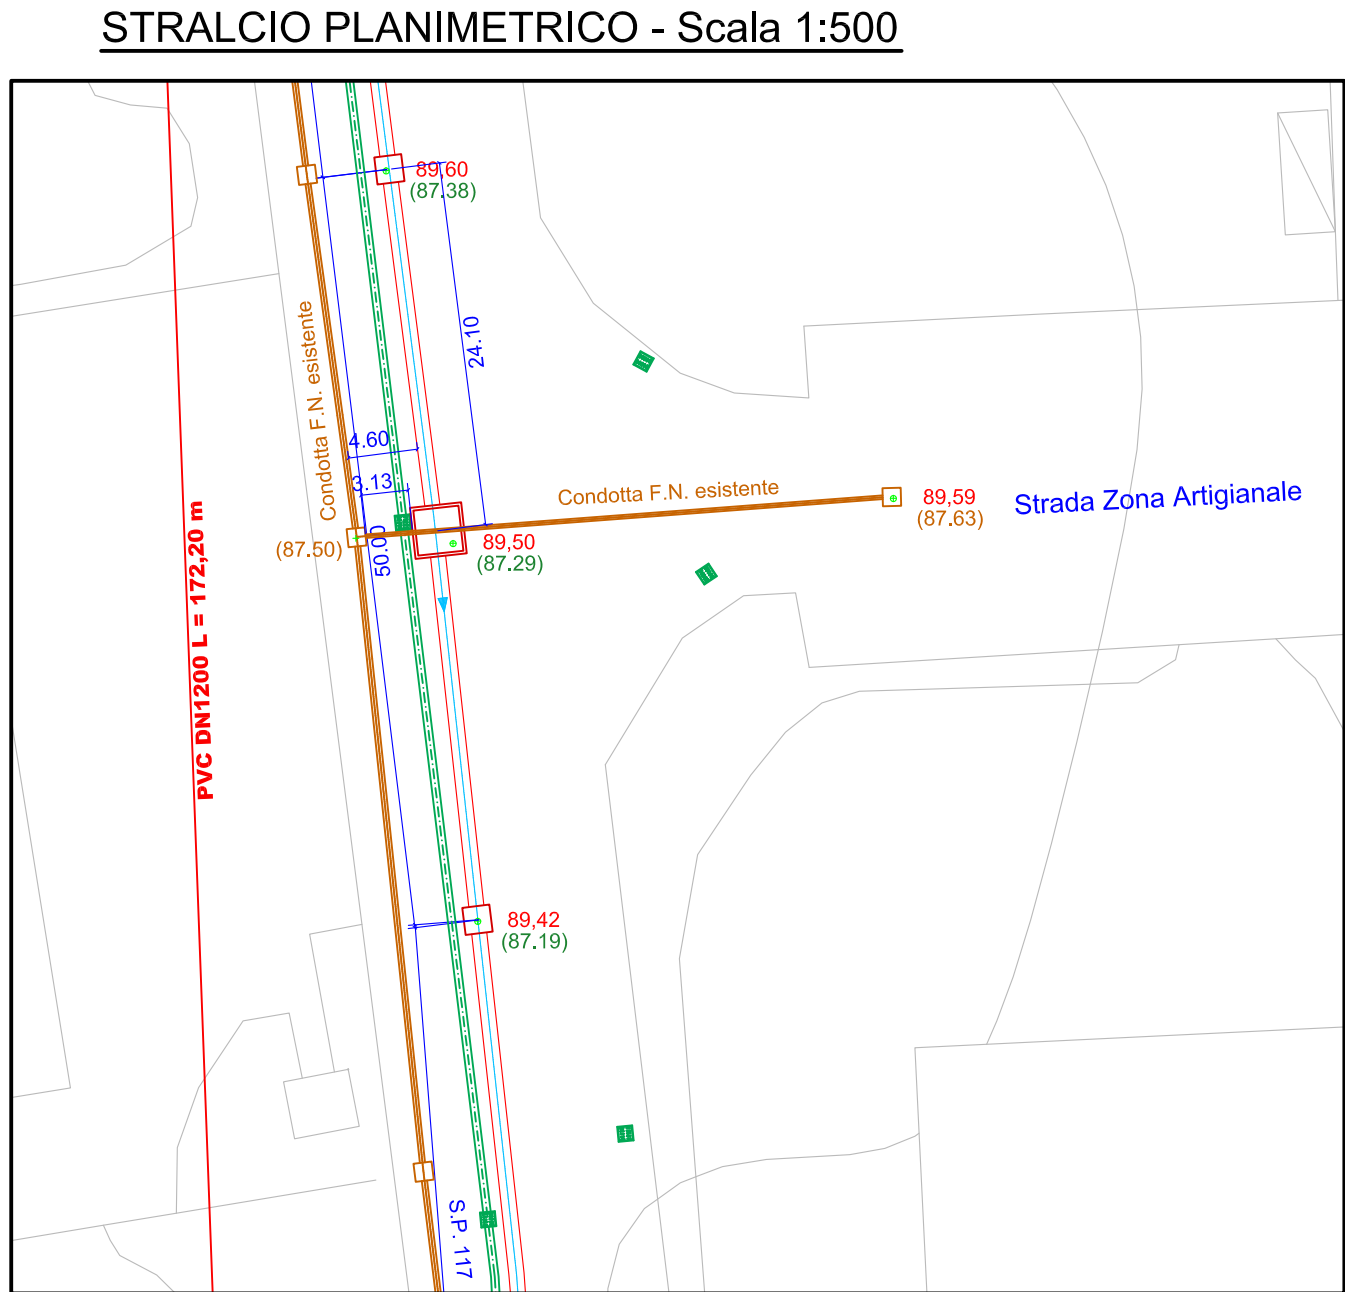 STRALCIO PLANIMETRICO - Scala 1:500
89,60
(87.38)
24.10
Condotta F.N. esistente
4.60
3.13
Condotta F.N. esistente
89,59
(87.63)
Strada Zona Artigianale
(87.50)
50.00
89,50
(87.29)
PVC DN1200 L = 172,20 m
89,42
(87.19)
S.P. 117